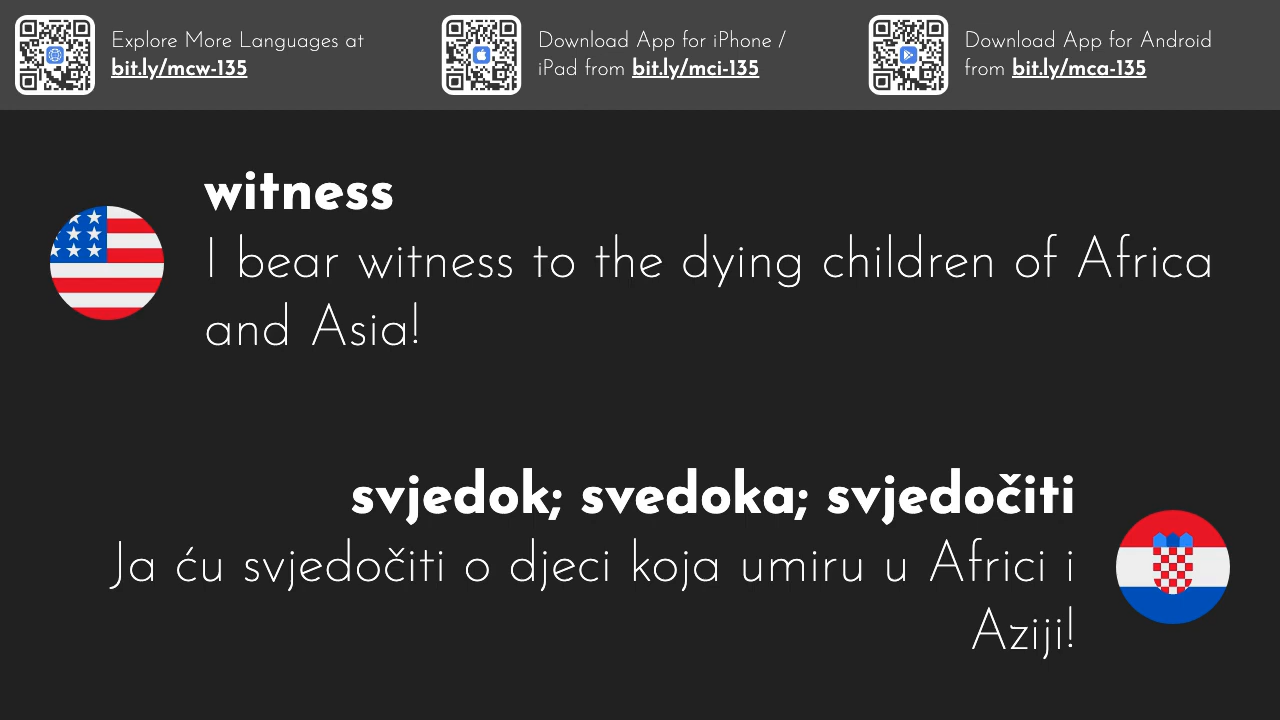 Explore More Languages at
bit.ly/mcw-135
Download App for iPhone /
iPad from bit.ly/mci-135
Download App for Android
from bit.ly/mca-135
witness
I bear witness to the dying children of Africa
and Asia!
svjedok; svedoka; svjedočiti
Ja ću svjedočiti o djeci koja umiru u Africi i
Aziji!